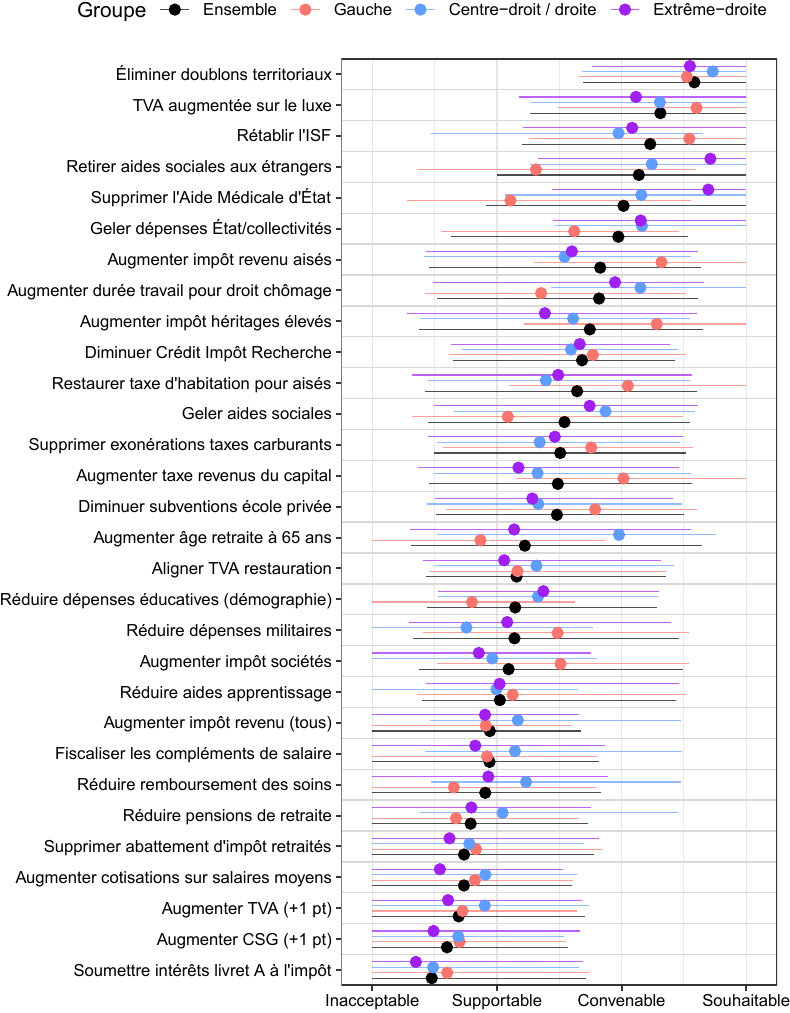 Groupe Ensemble Gauche Centre−droit / droite Extrême−droite
Éliminer doublons territoriaux
TVA augmentée sur le luxe
Rétablir l'ISF
Retirer aides sociales aux étrangers
Supprimer l'Aide Médicale d'État
Geler dépenses État/collectivités
Augmenter impôt revenu aisés
Augmenter durée travail pour droit chômage
Augmenter impôt héritages élevés
Diminuer Crédit Impôt Recherche
Restaurer taxe d'habitation pour aisés
Geler aides sociales
Supprimer exonérations taxes carburants
Augmenter taxe revenus du capital
Diminuer subventions école privée
Augmenter âge retraite à 65 ans
Aligner TVA restauration
Réduire dépenses éducatives (démographie)
Réduire dépenses militaires
Augmenter impôt sociétés
Réduire aides apprentissage
Augmenter impôt revenu (tous)
Fiscaliser les compléments de salaire
Réduire remboursement des soins
Réduire pensions de retraite
Supprimer abattement d'impôt retraités
Augmenter cotisations sur salaires moyens
Augmenter TVA (+1 pt)
Augmenter CSG (+1 pt)
Soumettre intérêts livret A à l'impôt
Inacceptable Supportable Convenable Souhaitable